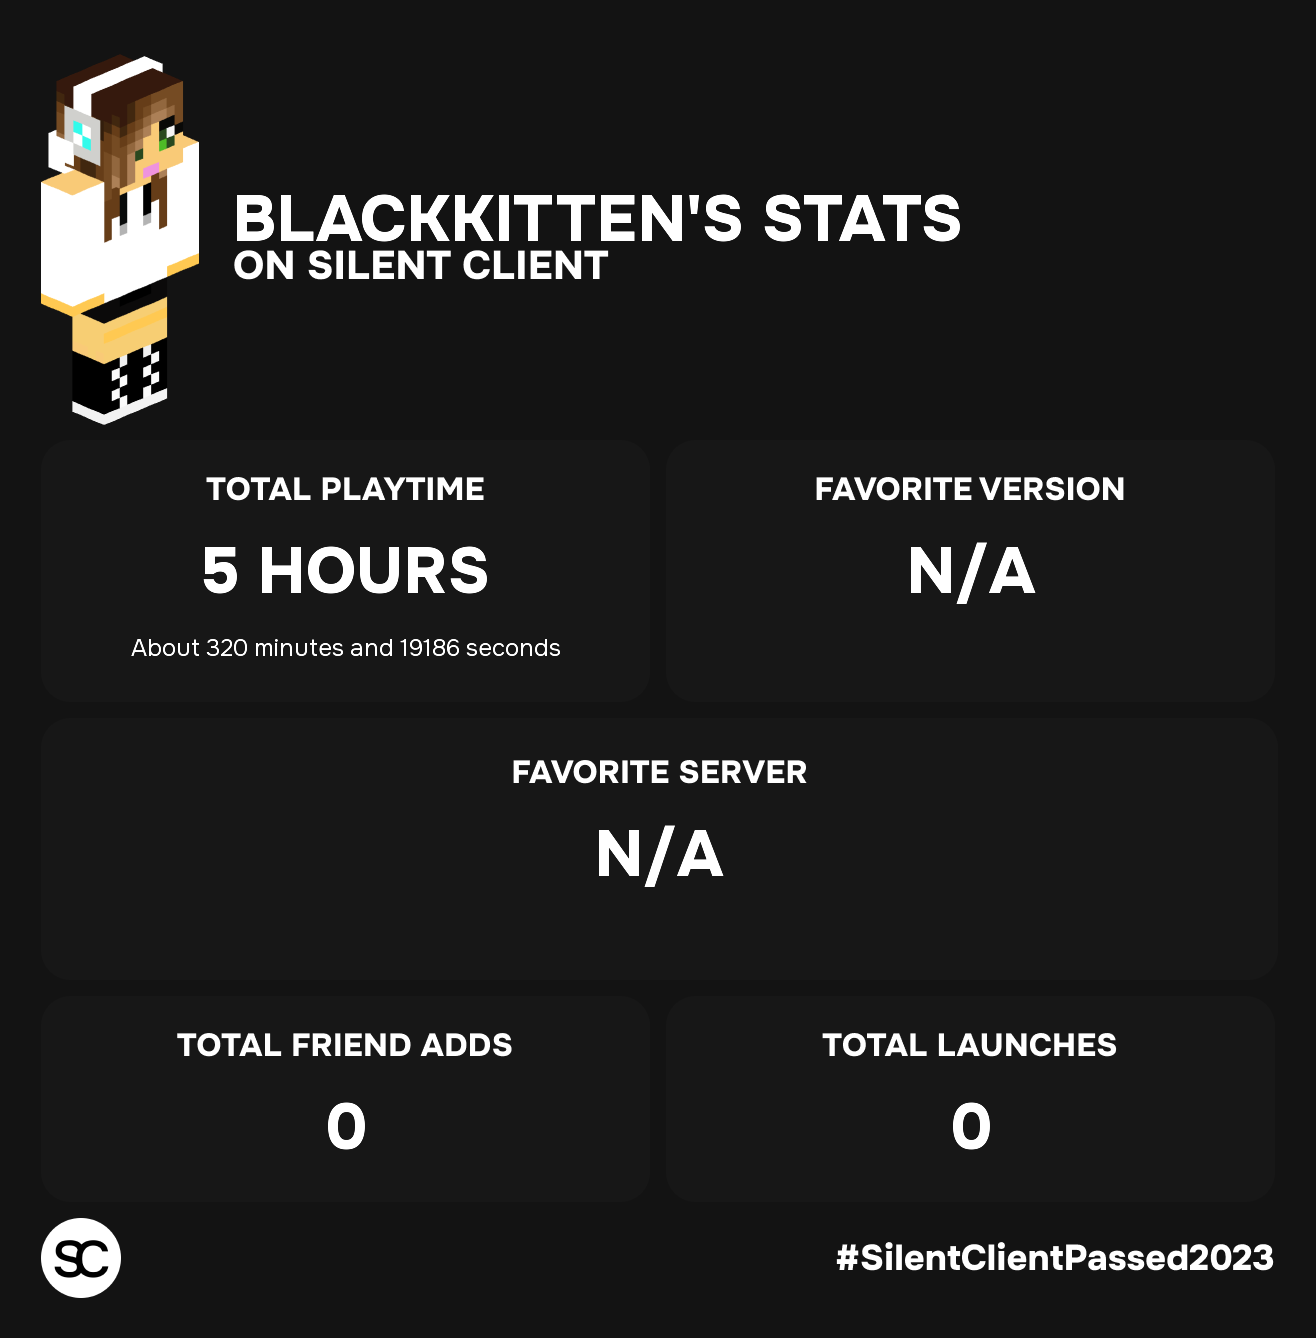 BLACKKITTEN'S STATS
ON SILENT CLIENT
TOTAL PLAYTIME
5 HOURS
About 320 minutes and 19186 seconds
FAVORITE VERSION
N/A
FAVORITE SERVER
N/A
TOTAL FRIEND ADDS
0
TOTAL LAUNCHES
0
SC
#SilentClientPassed2023